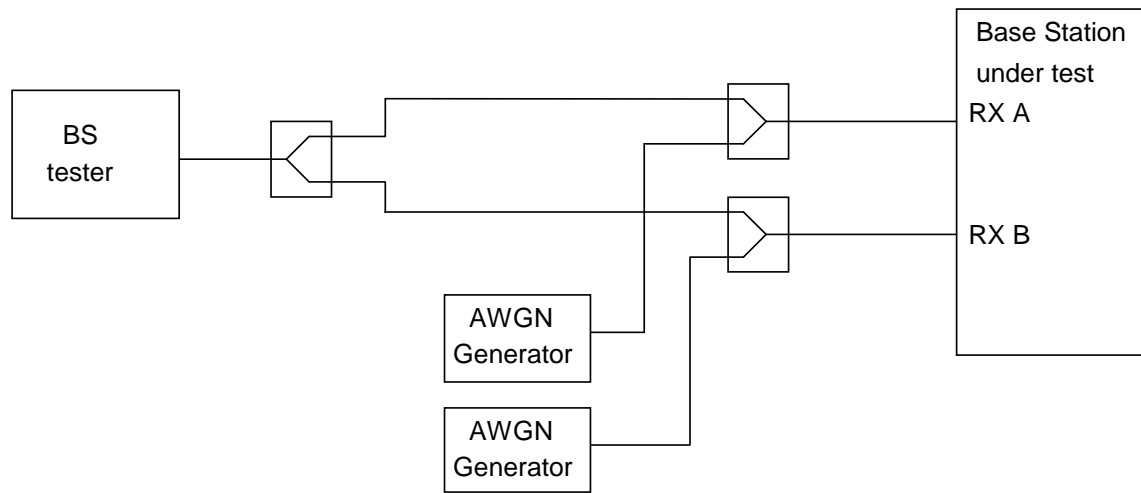 BS
tester
Base Station
under test
RX A
RX B
AWGN
Generator
AWGN
Generator